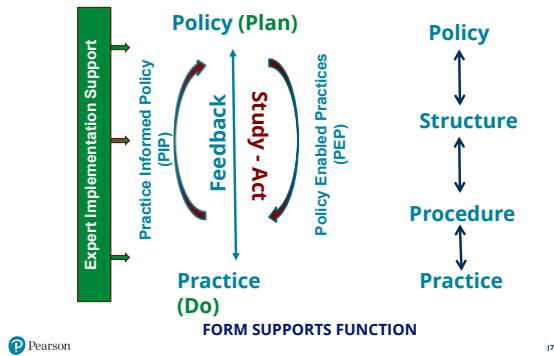 Expert Implementation Support
Policy (Plan)
Practice Informed Policy
(PIP)
Feedback
Study - Act
Policy Enabled Practices
(PEP)
Practice
(Do)
Policy
Structure
Procedure
Practice
FORM SUPPORTS FUNCTION
P Pearson
17